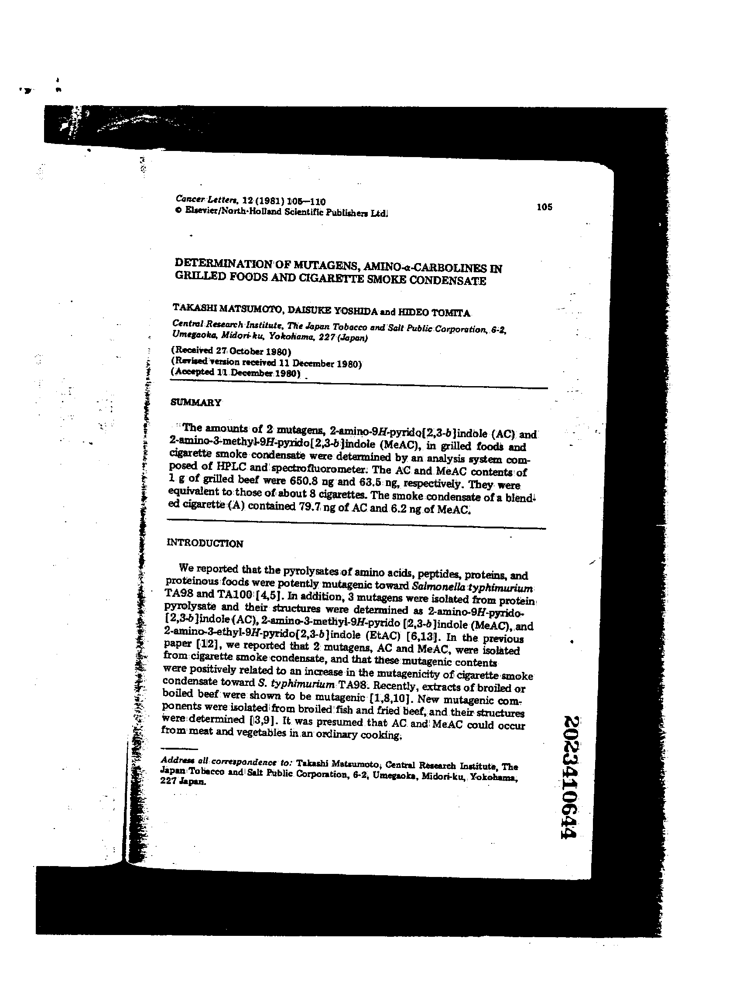 Cancer Letters, 12 (1981) 105—110
© Elsevier/North-Holland Scientific Publishers Ltd.
105
DETERMINATION OF MUTAGENS, AMINO-α-CARBOLINES IN
GRILLED FOODS AND CIGARETTE SMOKE CONDENSATE
TAKASHI MATSUMOTO, DAISUKE YOSHIDA and HIDEO TOMITA
Central Research Institute, The Japan Tobacco and Salt Public Corporation, 6-2,
Umegaoka, Midori-ku, Yokohama, 227 (Japan)
(Received 27 October 1980)
(Revised version received 11 December 1980)
(Accepted 11 December 1980)
SUMMARY
The amounts of 2 mutagens, 2-amino-9H-pyrido[2,3-b]indole (AC) and
2-amino-3-methyl-9H-pyrido[2,3-b]indole (MeAC), in grilled foods and
cigarette smoke condensate were determined by an analysis system com-
posed of HPLC and spectrofluorometer. The AC and MeAC contents of
1 g of grilled beef were 650.8 ng and 63.5 ng, respectively. They were
equivalent to those of about 8 cigarettes. The smoke condensate of a blend-
ed cigarette (A) contained 79.7 ng of AC and 6.2 ng of MeAC.
INTRODUCTION
We reported that the pyrolysates of amino acids, peptides, proteins, and
proteinous foods were potently mutagenic toward Salmonella typhimurium
TA98 and TA100 [4,5]. In addition, 3 mutagens were isolated from protein
pyrolysate and their structures were determined as 2-amino-9H-pyrido-
[2,3-b]indole (AC), 2-amino-3-methyl-9H-pyrido [2,3-b]indole (MeAC), and
2-amino-3-ethyl-9H-pyrido[2,3-b]indole (EtAC) [6,13]. In the previous
paper [12], we reported that 2 mutagens, AC and MeAC, were isolated
from cigarette smoke condensate, and that these mutagenic contents
were positively related to an increase in the mutagenicity of cigarette smoke
condensate toward S. typhimurium TA98. Recently, extracts of broiled or
boiled beef were shown to be mutagenic [1,8,10]. New mutagenic com-
ponents were isolated from broiled fish and fried beef, and their structures
were determined [3,9]. It was presumed that AC and MeAC could occur
from meat and vegetables in an ordinary cooking.
Address all correspondence to: Takashi Matsumoto, Central Research Institute, The
Japan Tobacco and Salt Public Corporation, 6-2, Umegaoka, Midori-ku, Yokohama,
227 Japan.
2023410644